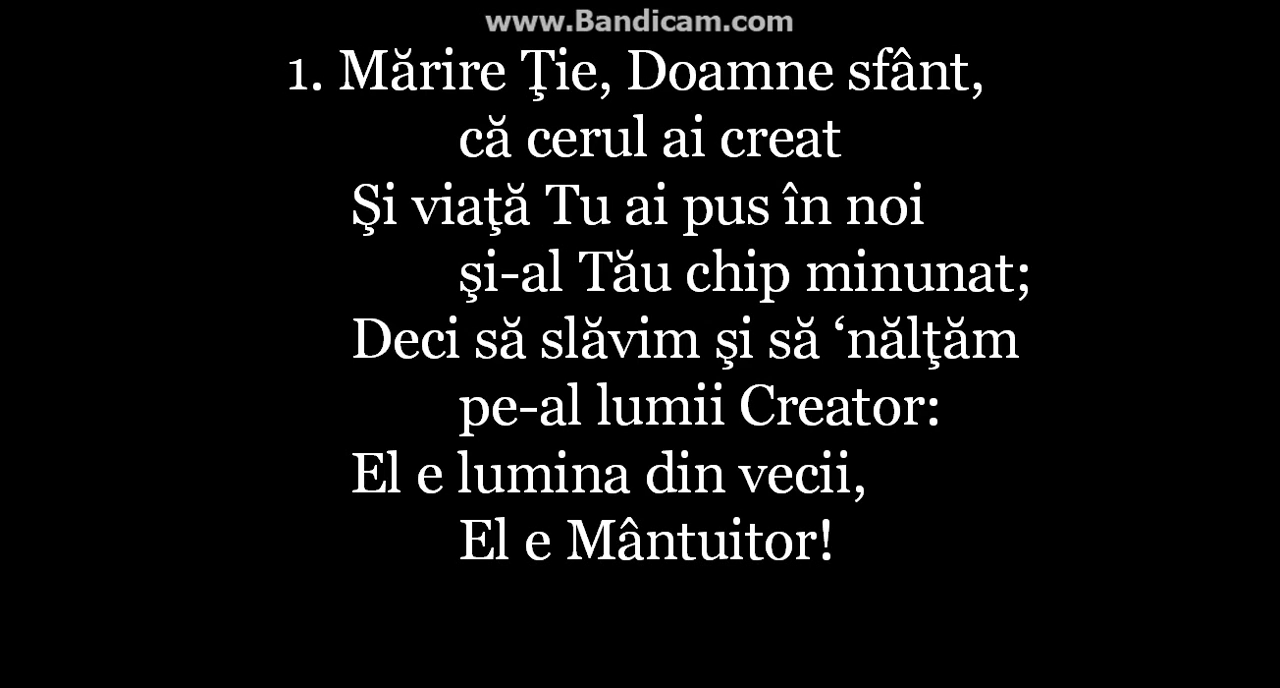 www.Bandicam.com
1. Mărire Ţie, Doamne sfânt,
că cerul ai creat
Şi viaţă Tu ai pus în noi
şi-al Tău chip minunat;
Deci să slăvim şi să ‘nălţăm
pe-al lumii Creator:
El e lumina din vecii,
El e Mântuitor!